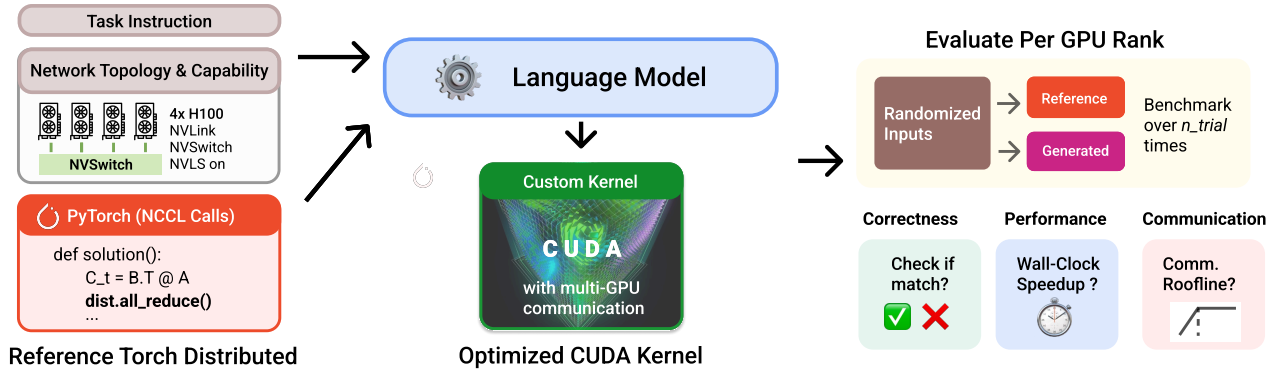 Task Instruction
Network Topology & Capability
4x H100
NVLink
NVSwitch
NVLS on
NVSwitch
PyTorch (NCCL Calls)
def solution():
C_t = B.T @ A
dist.all_reduce()
...
Reference Torch Distributed
Language Model
Custom Kernel
CUDA
with multi-GPU
communication
Optimized CUDA Kernel
Evaluate Per GPU Rank
Randomized
Inputs
Reference
Generated
Benchmark
over n_trial
times
Correctness
Check if
match?
Performance
Wall-Clock
Speedup ?
Communication
Comm.
Roofline?